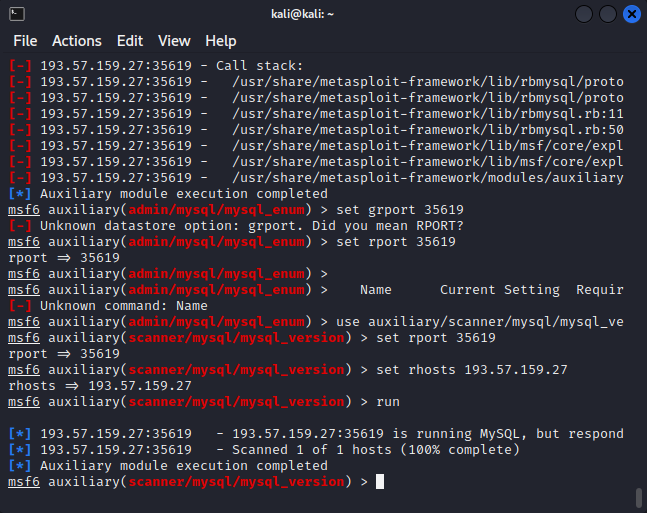 kali@kali: ~
File Actions Edit View Help
[-] 193.57.159.27:35619 - Call stack:
[-] 193.57.159.27:35619 -   /usr/share/metasploit-framework/lib/rbmysql/proto
[-] 193.57.159.27:35619 -   /usr/share/metasploit-framework/lib/rbmysql/proto
[-] 193.57.159.27:35619 -   /usr/share/metasploit-framework/lib/rbmysql.rb:11
[-] 193.57.159.27:35619 -   /usr/share/metasploit-framework/lib/rbmysql.rb:50
[-] 193.57.159.27:35619 -   /usr/share/metasploit-framework/lib/msf/core/expl
[-] 193.57.159.27:35619 -   /usr/share/metasploit-framework/lib/msf/core/expl
[-] 193.57.159.27:35619 -   /usr/share/metasploit-framework/modules/auxiliary
[*] Auxiliary module execution completed
msf6 auxiliary(admin/mysql/mysql_enum) > set grport 35619
[-] Unknown datastore option: grport. Did you mean RPORT?
msf6 auxiliary(admin/mysql/mysql_enum) > set rport 35619
rport => 35619
msf6 auxiliary(admin/mysql/mysql_enum) >
msf6 auxiliary(admin/mysql/mysql_enum) >    Name      Current Setting  Requir
[-] Unknown command: Name
msf6 auxiliary(admin/mysql/mysql_enum) > use auxiliary/scanner/mysql/mysql_ve
msf6 auxiliary(scanner/mysql/mysql_version) > set rport 35619
rport => 35619
msf6 auxiliary(scanner/mysql/mysql_version) > set rhosts 193.57.159.27
rhosts => 193.57.159.27
msf6 auxiliary(scanner/mysql/mysql_version) > run
[*] 193.57.159.27:35619   - 193.57.159.27:35619 is running MySQL, but respond
[*] 193.57.159.27:35619   - Scanned 1 of 1 hosts (100% complete)
[*] Auxiliary module execution completed
msf6 auxiliary(scanner/mysql/mysql_version) >